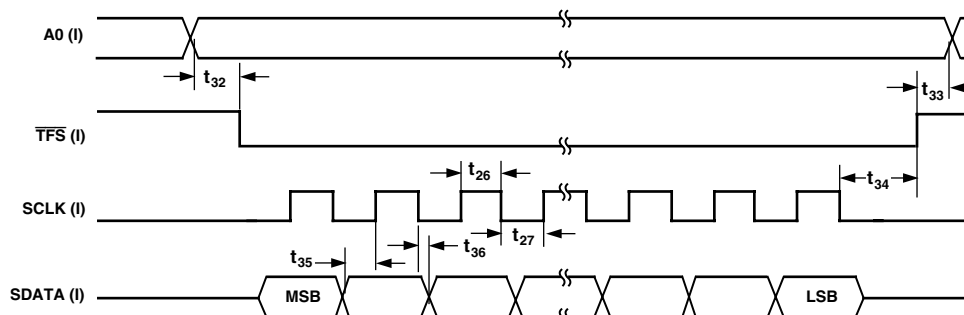 A0 (I)
t32
t33
TFS (I)
t26
t34
SCLK (I)
t27
t35
t36
SDATA (I)
MSB
LSB